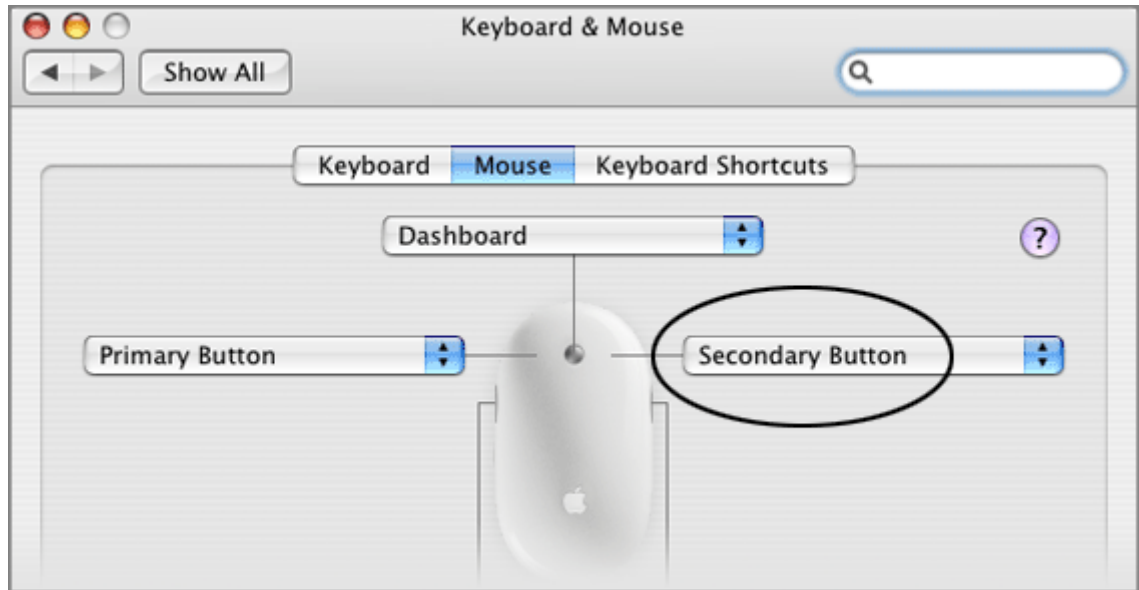 Keyboard & Mouse
Show All
Keyboard Mouse Keyboard Shortcuts
Dashboard
?
Primary Button
Secondary Button